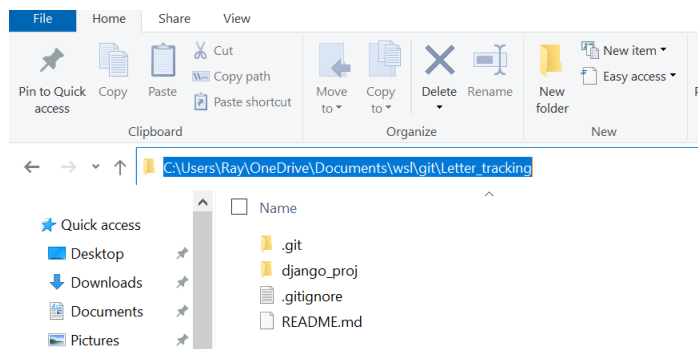 File Home Share View
Pin to Quick access
Copy
Paste
Cut
Copy path
Paste shortcut
Clipboard
Move to
Copy to
Delete
Rename
Organize
New folder
New item
Easy access
New
C:\Users\Ray\OneDrive\Documents\wsl\git\Letter_tracking
Quick access
Desktop
Downloads
Documents
Pictures
Name
.git
django_proj
.gitignore
README.md